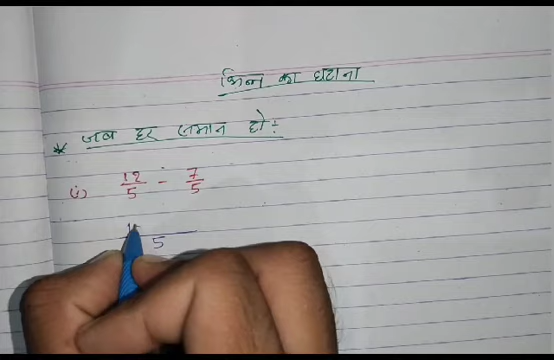 भिन्न का घटाना
* जब हर समान हो ÷
(i) 12/5 - 7/5
5